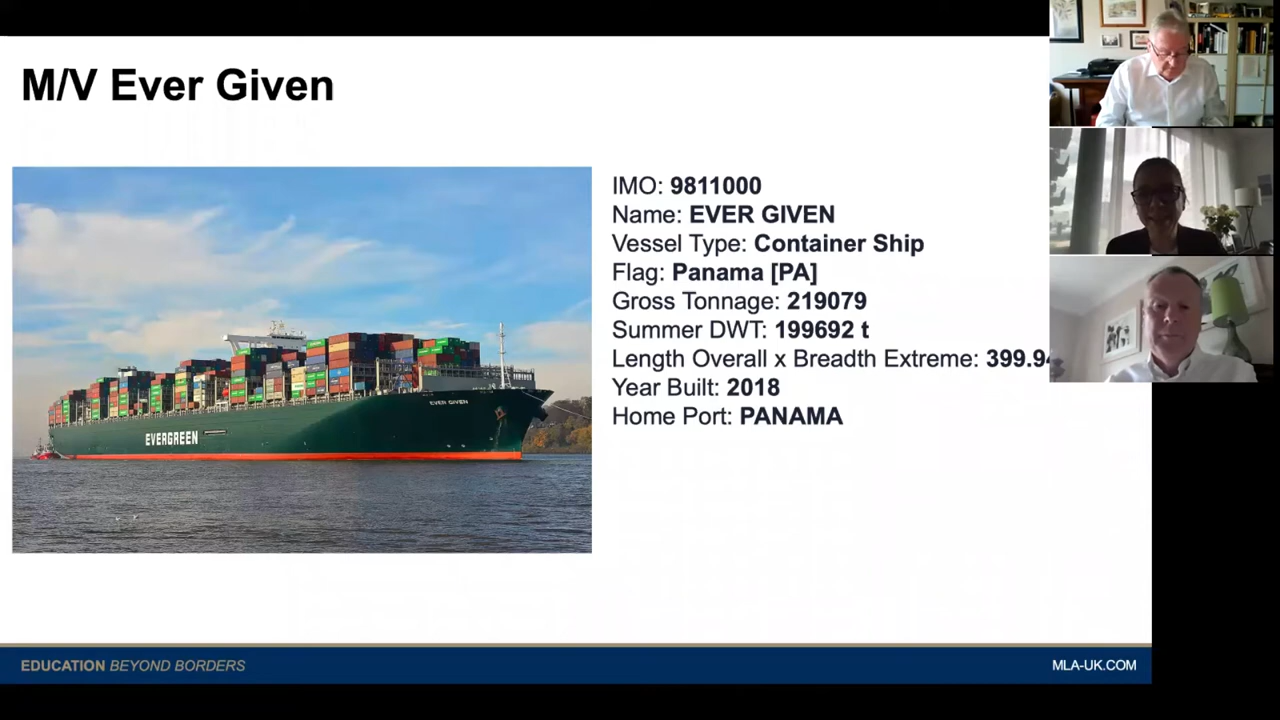 M/V Ever Given
IMO: 9811000
Name: EVER GIVEN
Vessel Type: Container Ship
Flag: Panama [PA]
Gross Tonnage: 219079
Summer DWT: 199692 t
Length Overall x Breadth Extreme: 399.94
Year Built: 2018
Home Port: PANAMA
EVER GIVEN
EVERGREEN
EDUCATION BEYOND BORDERS
MLA-UK.COM